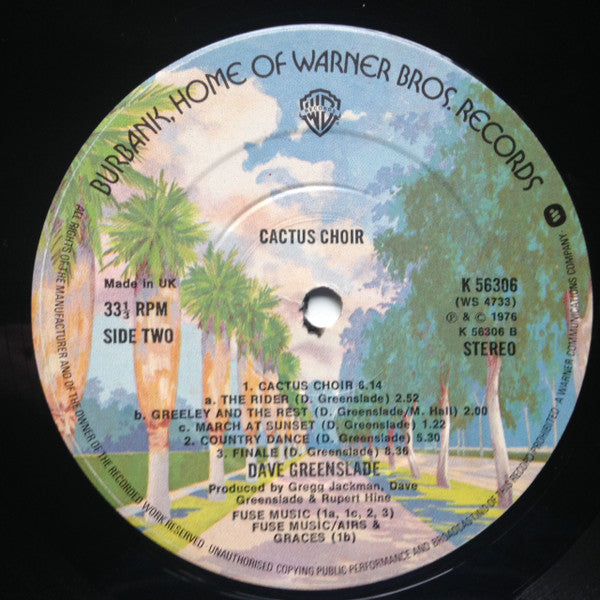 BURBANK, HOME OF WARNER BROS. RECORDS
WB
RECORDS
CACTUS CHOIR
Made in UK
33⅓ RPM
SIDE TWO
K 56306
(WS 4733)
Ⓟ & © 1976
K 56306 B
STEREO
1. CACTUS CHOIR 6.14
a. THE RIDER (D. Greenslade) 2.52
b. GREELEY AND THE REST (D. Greenslade/M. Hall) 2.00
c. MARCH AT SUNSET (D. Greenslade) 1.22
2. COUNTRY DANCE (D. Greenslade) 5.30
3. FINALE (D. Greenslade) 8.36
DAVE GREENSLADE
Produced by Gregg Jackman, Dave
Greenslade & Rupert Hine
FUSE MUSIC (1a, 1c, 2, 3)
FUSE MUSIC/AIRS &
GRACES (1b)
ALL RIGHTS OF THE MANUFACTURER AND OF THE OWNER OF THE RECORDED WORK RESERVED - UNAUTHORISED COPYING PUBLIC PERFORMANCE AND BROADCASTING OF THIS RECORD PROHIBITED - A WARNER COMMUNICATIONS COMPANY